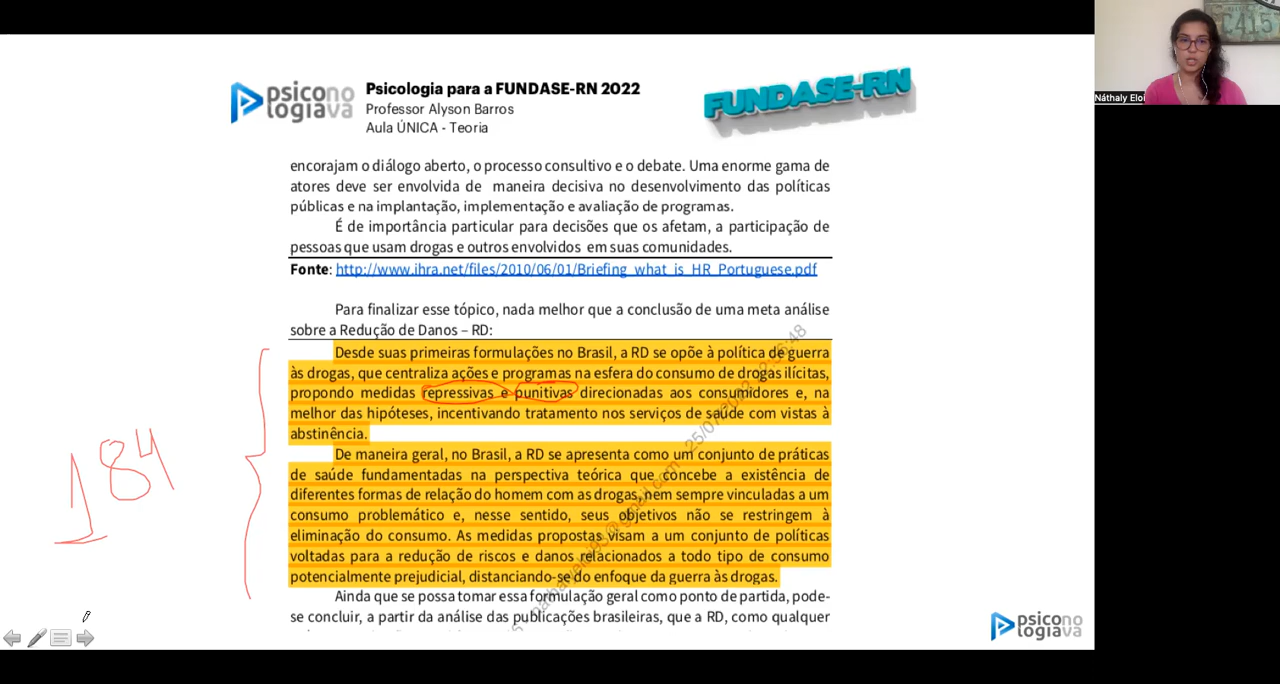 psicono
logiava
Psicologia para a FUNDASE-RN 2022
Professor Alyson Barros
Aula ÚNICA - Teoria
FUNDASE-RN
C415
Náthaly Eloi
encorajam o diálogo aberto, o processo consultivo e o debate. Uma enorme gama de
atores deve ser envolvida de maneira decisiva no desenvolvimento das políticas
públicas e na implantação, implementação e avaliação de programas.
É de importância particular para decisões que os afetam, a participação de
pessoas que usam drogas e outros envolvidos em suas comunidades.
Fonte: http://www.ihra.net/files/2010/06/01/Briefing_what_is_HR_Portuguese.pdf
Para finalizar esse tópico, nada melhor que a conclusão de uma meta análise
sobre a Redução de Danos – RD:
Desde suas primeiras formulações no Brasil, a RD se opõe à política de guerra
às drogas, que centraliza ações e programas na esfera do consumo de drogas ilícitas,
propondo medidas repressivas e punitivas direcionadas aos consumidores e, na
melhor das hipóteses, incentivando tratamento nos serviços de saúde com vistas à
abstinência.
De maneira geral, no Brasil, a RD se apresenta como um conjunto de práticas
de saúde fundamentadas na perspectiva teórica que concebe a existência de
diferentes formas de relação do homem com as drogas, nem sempre vinculadas a um
consumo problemático e, nesse sentido, seus objetivos não se restringem à
eliminação do consumo. As medidas propostas visam a um conjunto de políticas
voltadas para a redução de riscos e danos relacionados a todo tipo de consumo
potencialmente prejudicial, distanciando-se do enfoque da guerra às drogas.
Ainda que se possa tomar essa formulação geral como ponto de partida, pode-
se concluir, a partir da análise das publicações brasileiras, que a RD, como qualquer
184
psicono
logiava